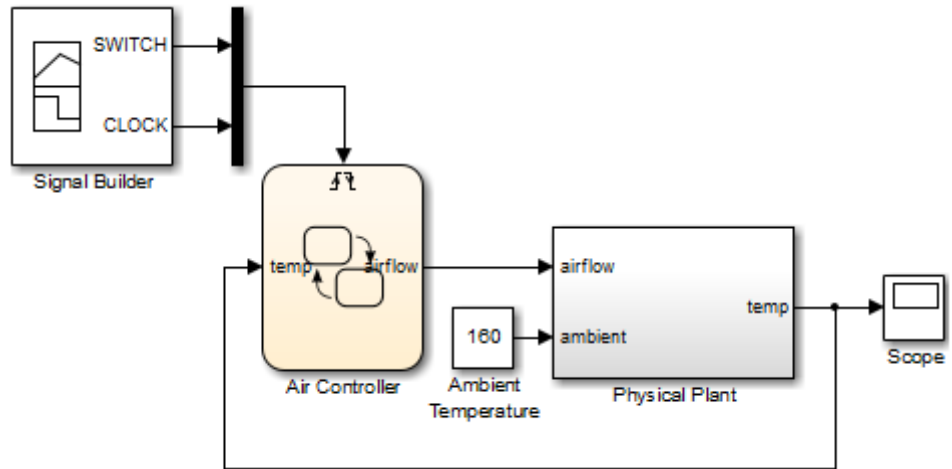 SWITCH
CLOCK
Signal Builder
temp
airflow
Air Controller
160
Ambient
Temperature
airflow
ambient
temp
Physical Plant
Scope